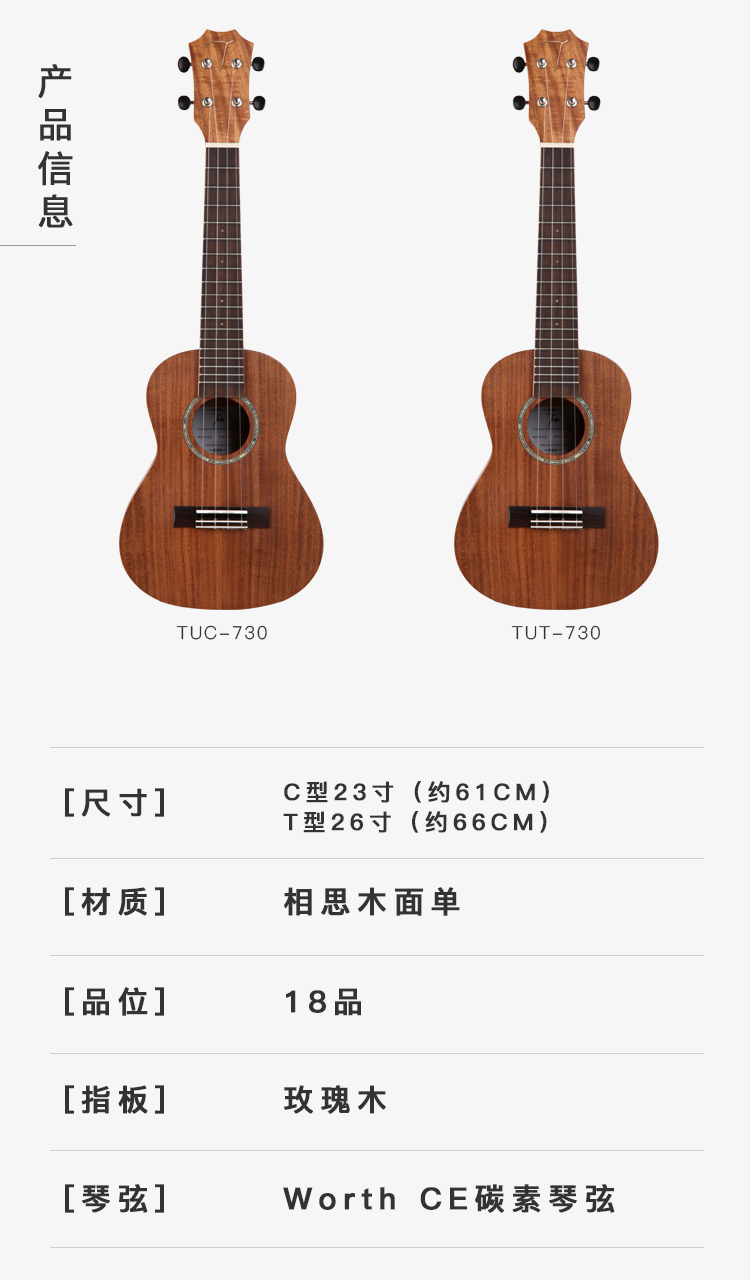 产品信息
TUC-730
TUT-730
[尺寸]
C型23寸（约61CM）
T型26寸（约66CM）
[材质]
相思木面单
[品位]
18品
[指板]
玫瑰木
[琴弦]
Worth CE碳素琴弦